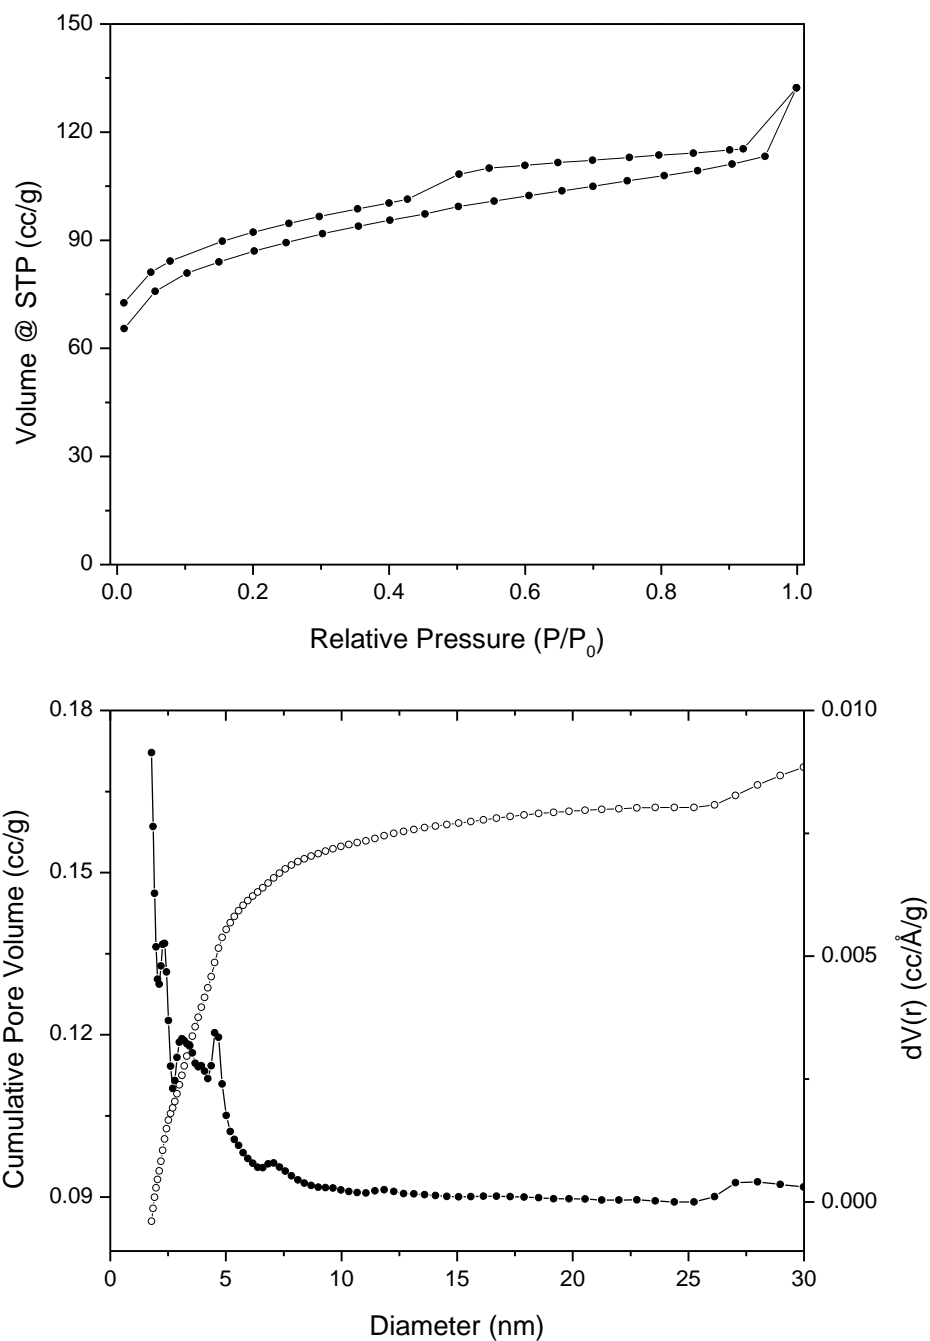 150
120
90
60
30
0
Volume @ STP (cc/g)
0.0 0.2 0.4 0.6 0.8 1.0
Relative Pressure (P/P₀)
0.18
0.15
0.12
0.09
Cumulative Pore Volume (cc/g)
0.010
0.005
0.000
dV(r) (cc/Å/g)
0 5 10 15 20 25 30
Diameter (nm)